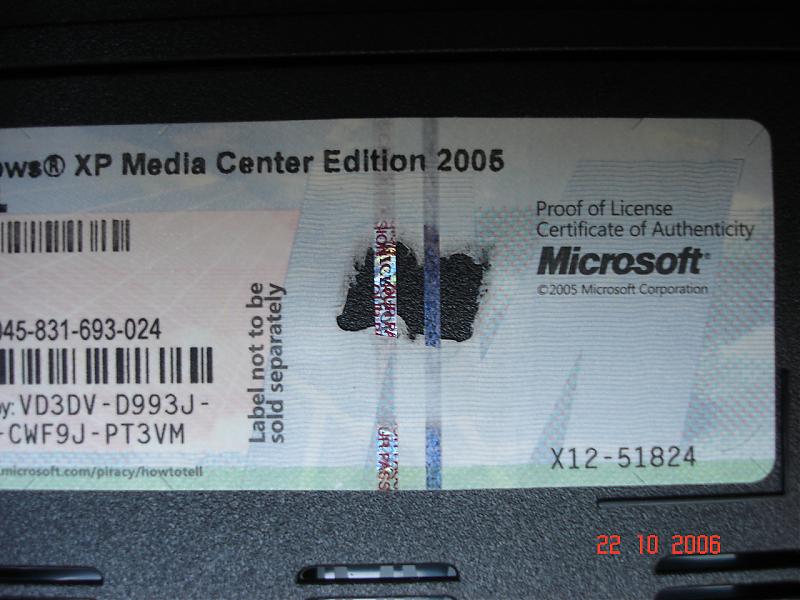 ows® XP Media Center Edition 2005
Proof of License
Certificate of Authenticity
Microsoft®
©2005 Microsoft Corporation
045-831-693-024
Label not to be
sold separately
by: VD3DV-D993J-
-CWF9J-PT3VM
.microsoft.com/piracy/howtotell
X12-51824
22 10 2006